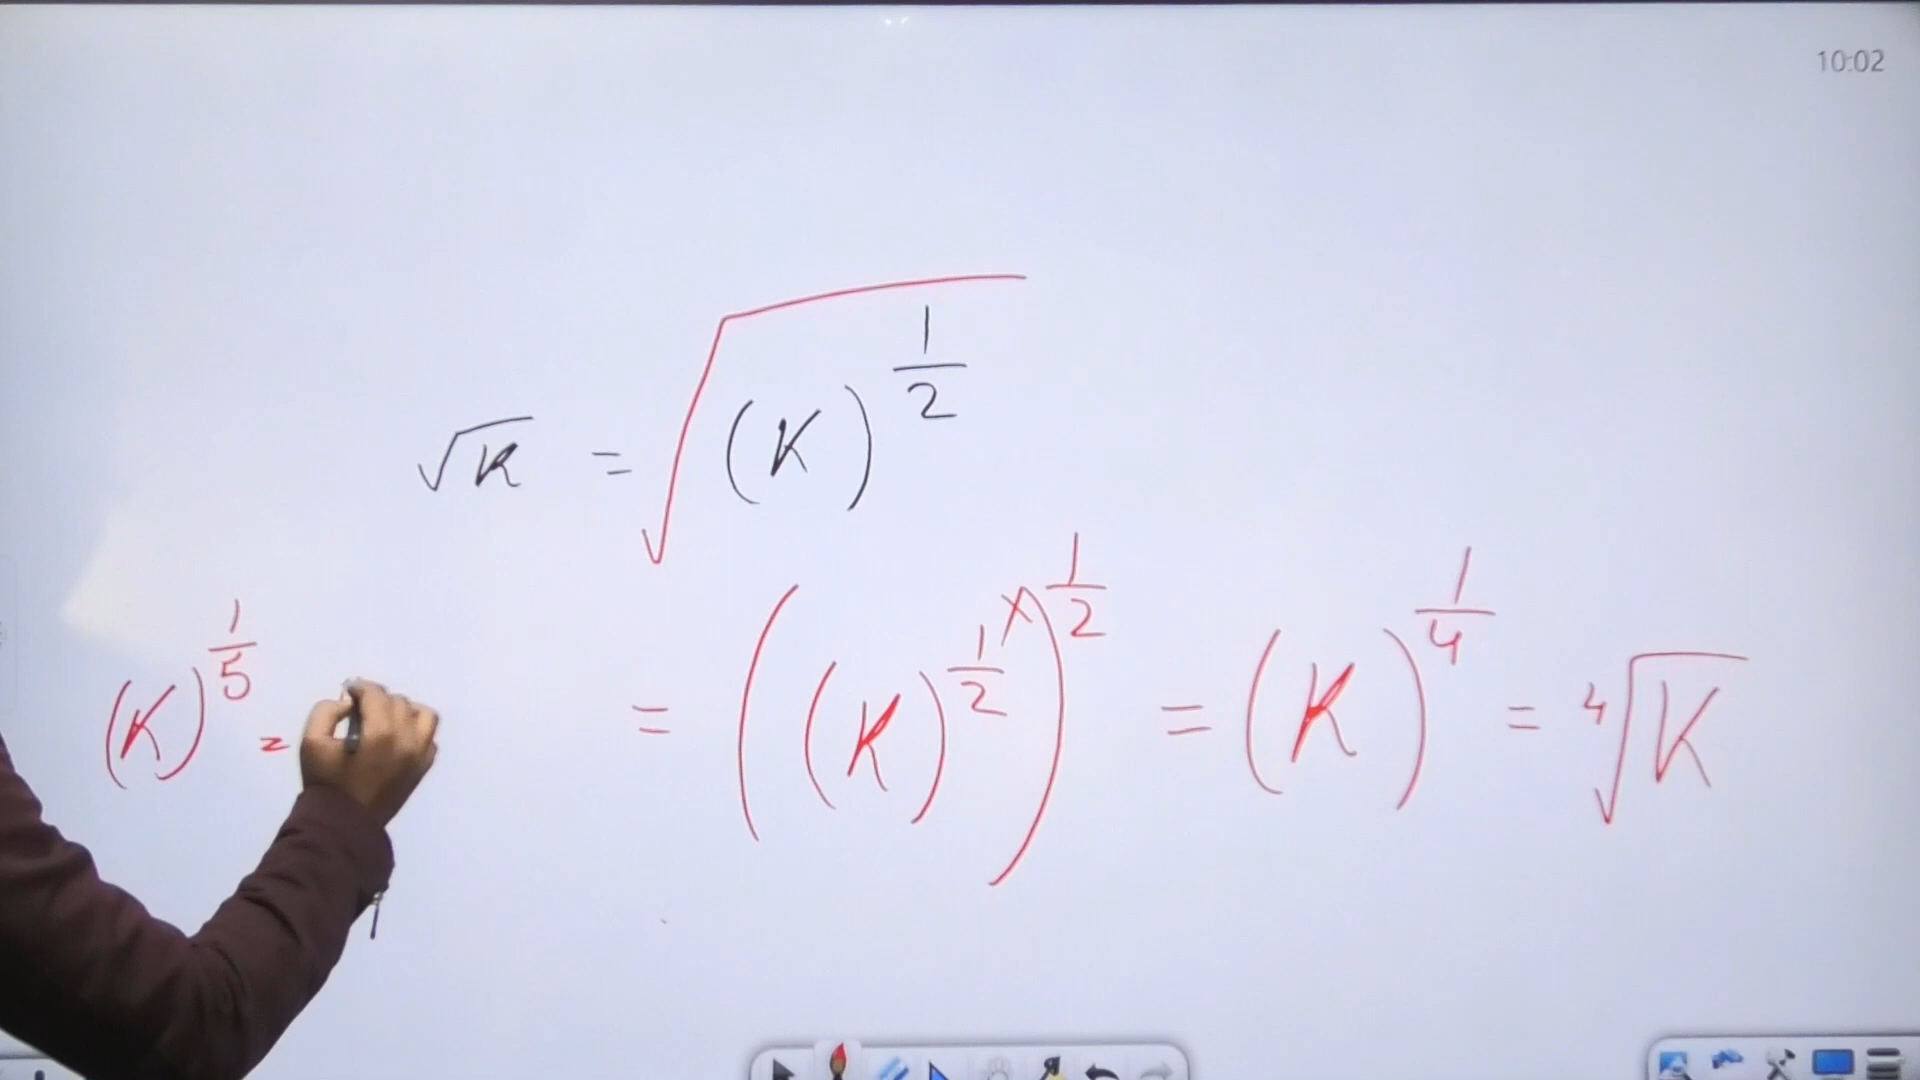 10:02
√K = √(K)^(1/2)
(K)^(1/5) = 
= ((K)^(1/2))^(×1/2) = (K)^(1/4) = ⁴√K